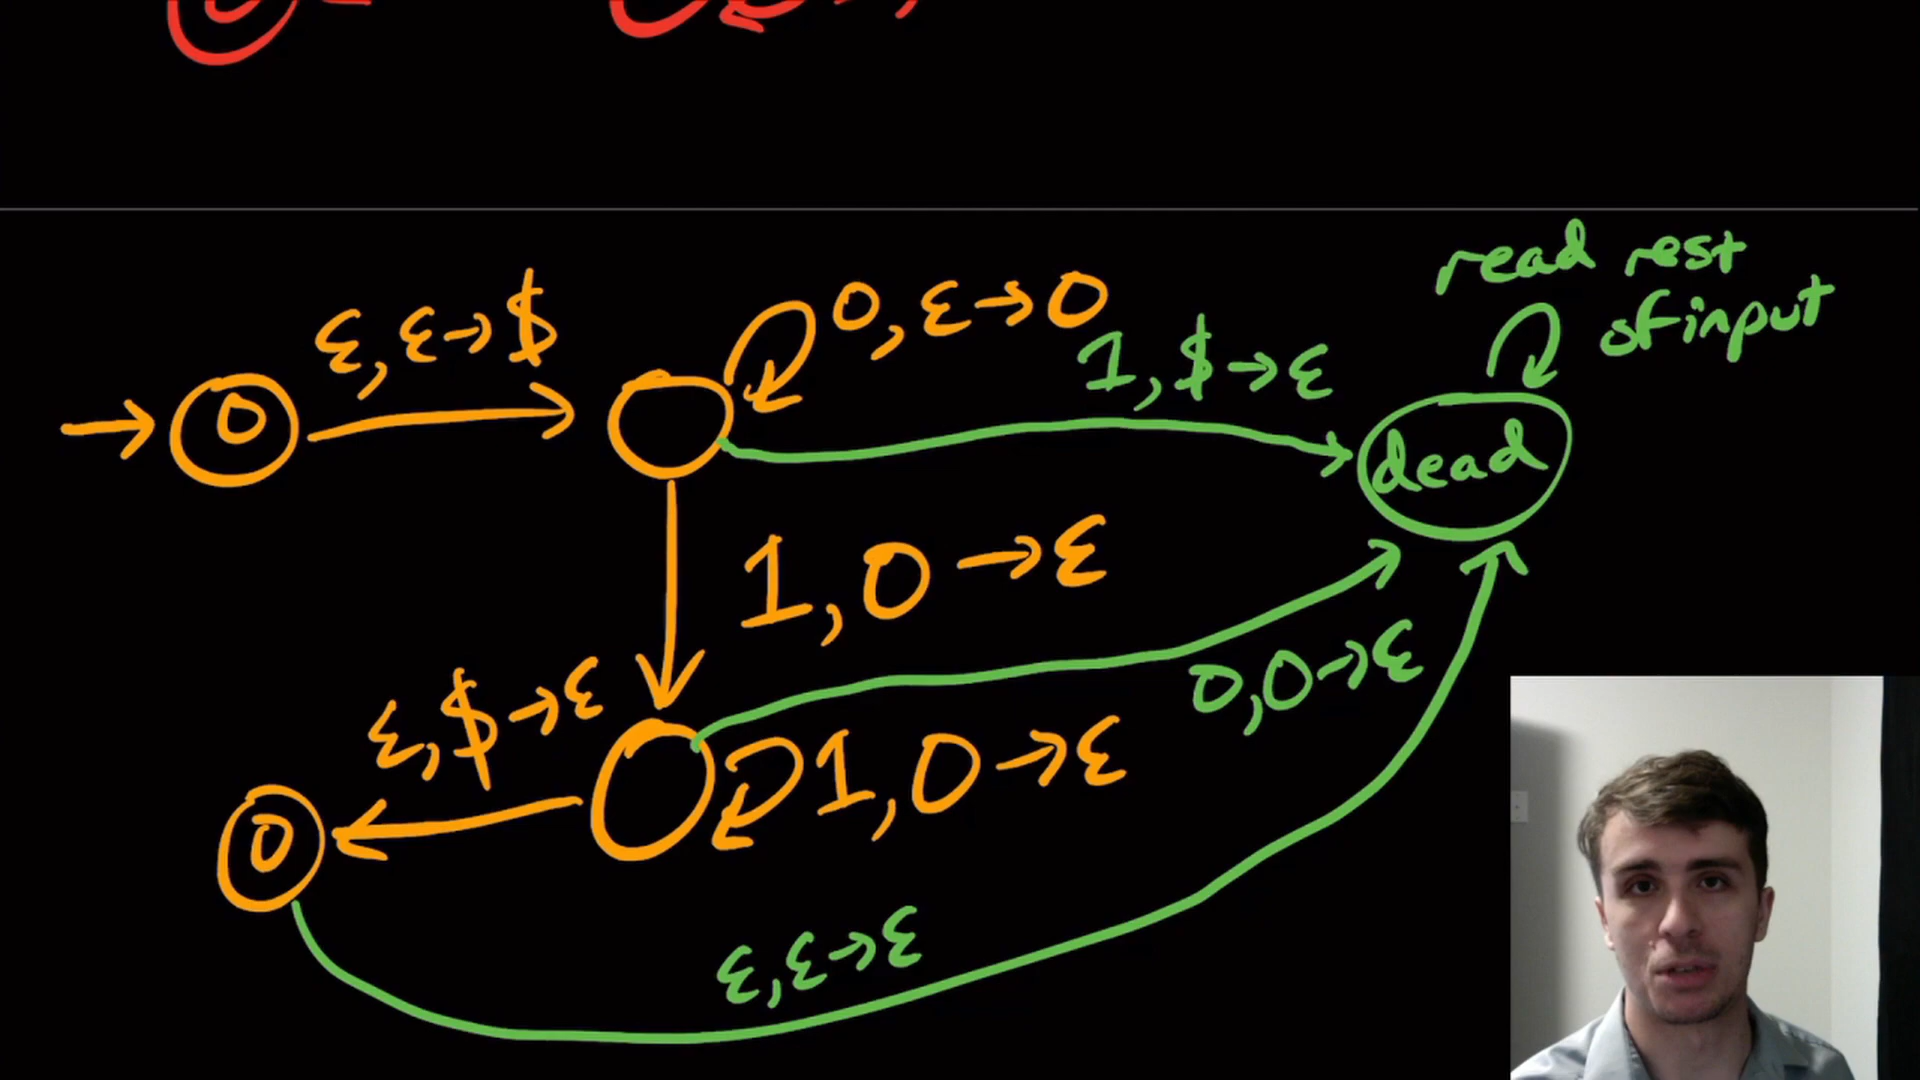 ε,ε→$
0,ε→0
1,$→ε
read rest
of input
dead
1,0→ε
0,0→ε
ε,$→ε
1,0→ε
ε,ε→ε